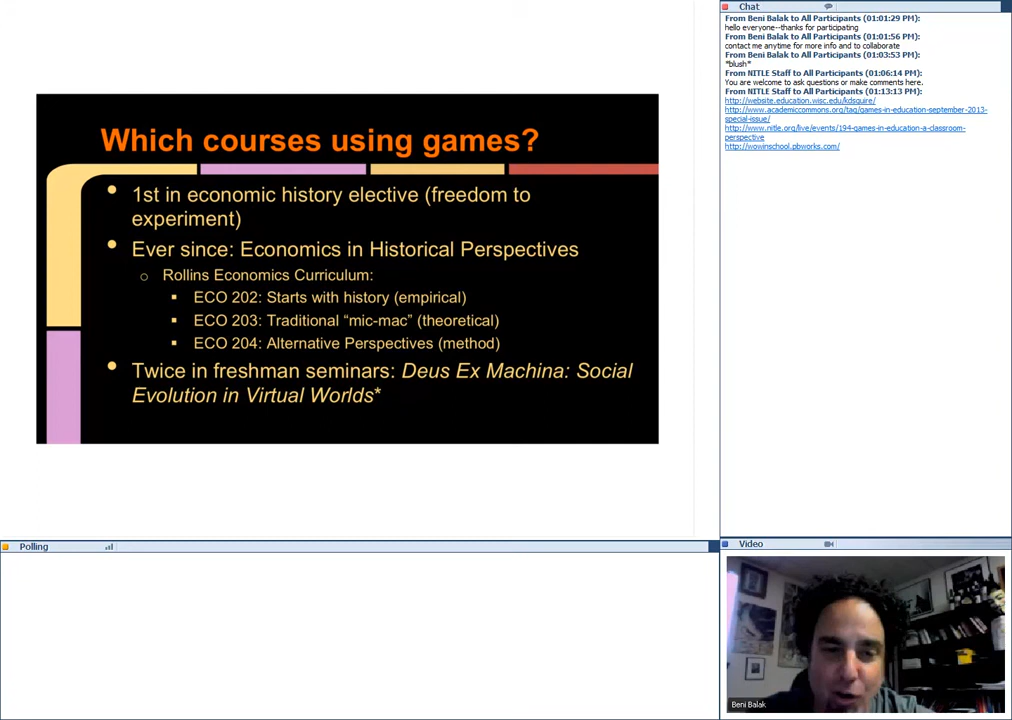 Which courses using games?
• 1st in economic history elective (freedom to
experiment)
• Ever since: Economics in Historical Perspectives
o Rollins Economics Curriculum:
▪ ECO 202: Starts with history (empirical)
▪ ECO 203: Traditional “mic-mac” (theoretical)
▪ ECO 204: Alternative Perspectives (method)
• Twice in freshman seminars: Deus Ex Machina: Social
Evolution in Virtual Worlds*
Chat
From Beni Balak to All Participants (01:01:29 PM):
hello everyone--thanks for participating
From Beni Balak to All Participants (01:01:56 PM):
contact me anytime for more info and to collaborate
From Beni Balak to All Participants (01:03:53 PM):
*blush*
From NITLE Staff to All Participants (01:06:14 PM):
You are welcome to ask questions or make comments here.
From NITLE Staff to All Participants (01:13:13 PM):
http://website.education.wisc.edu/kdsquire/
http://www.academiccommons.org/tag/games-in-education-september-2013-
special-issue/
http://www.nitle.org/live/events/194-games-in-education-a-classroom-
perspective
http://wowinschool.pbworks.com/
Polling
Video
Beni Balak